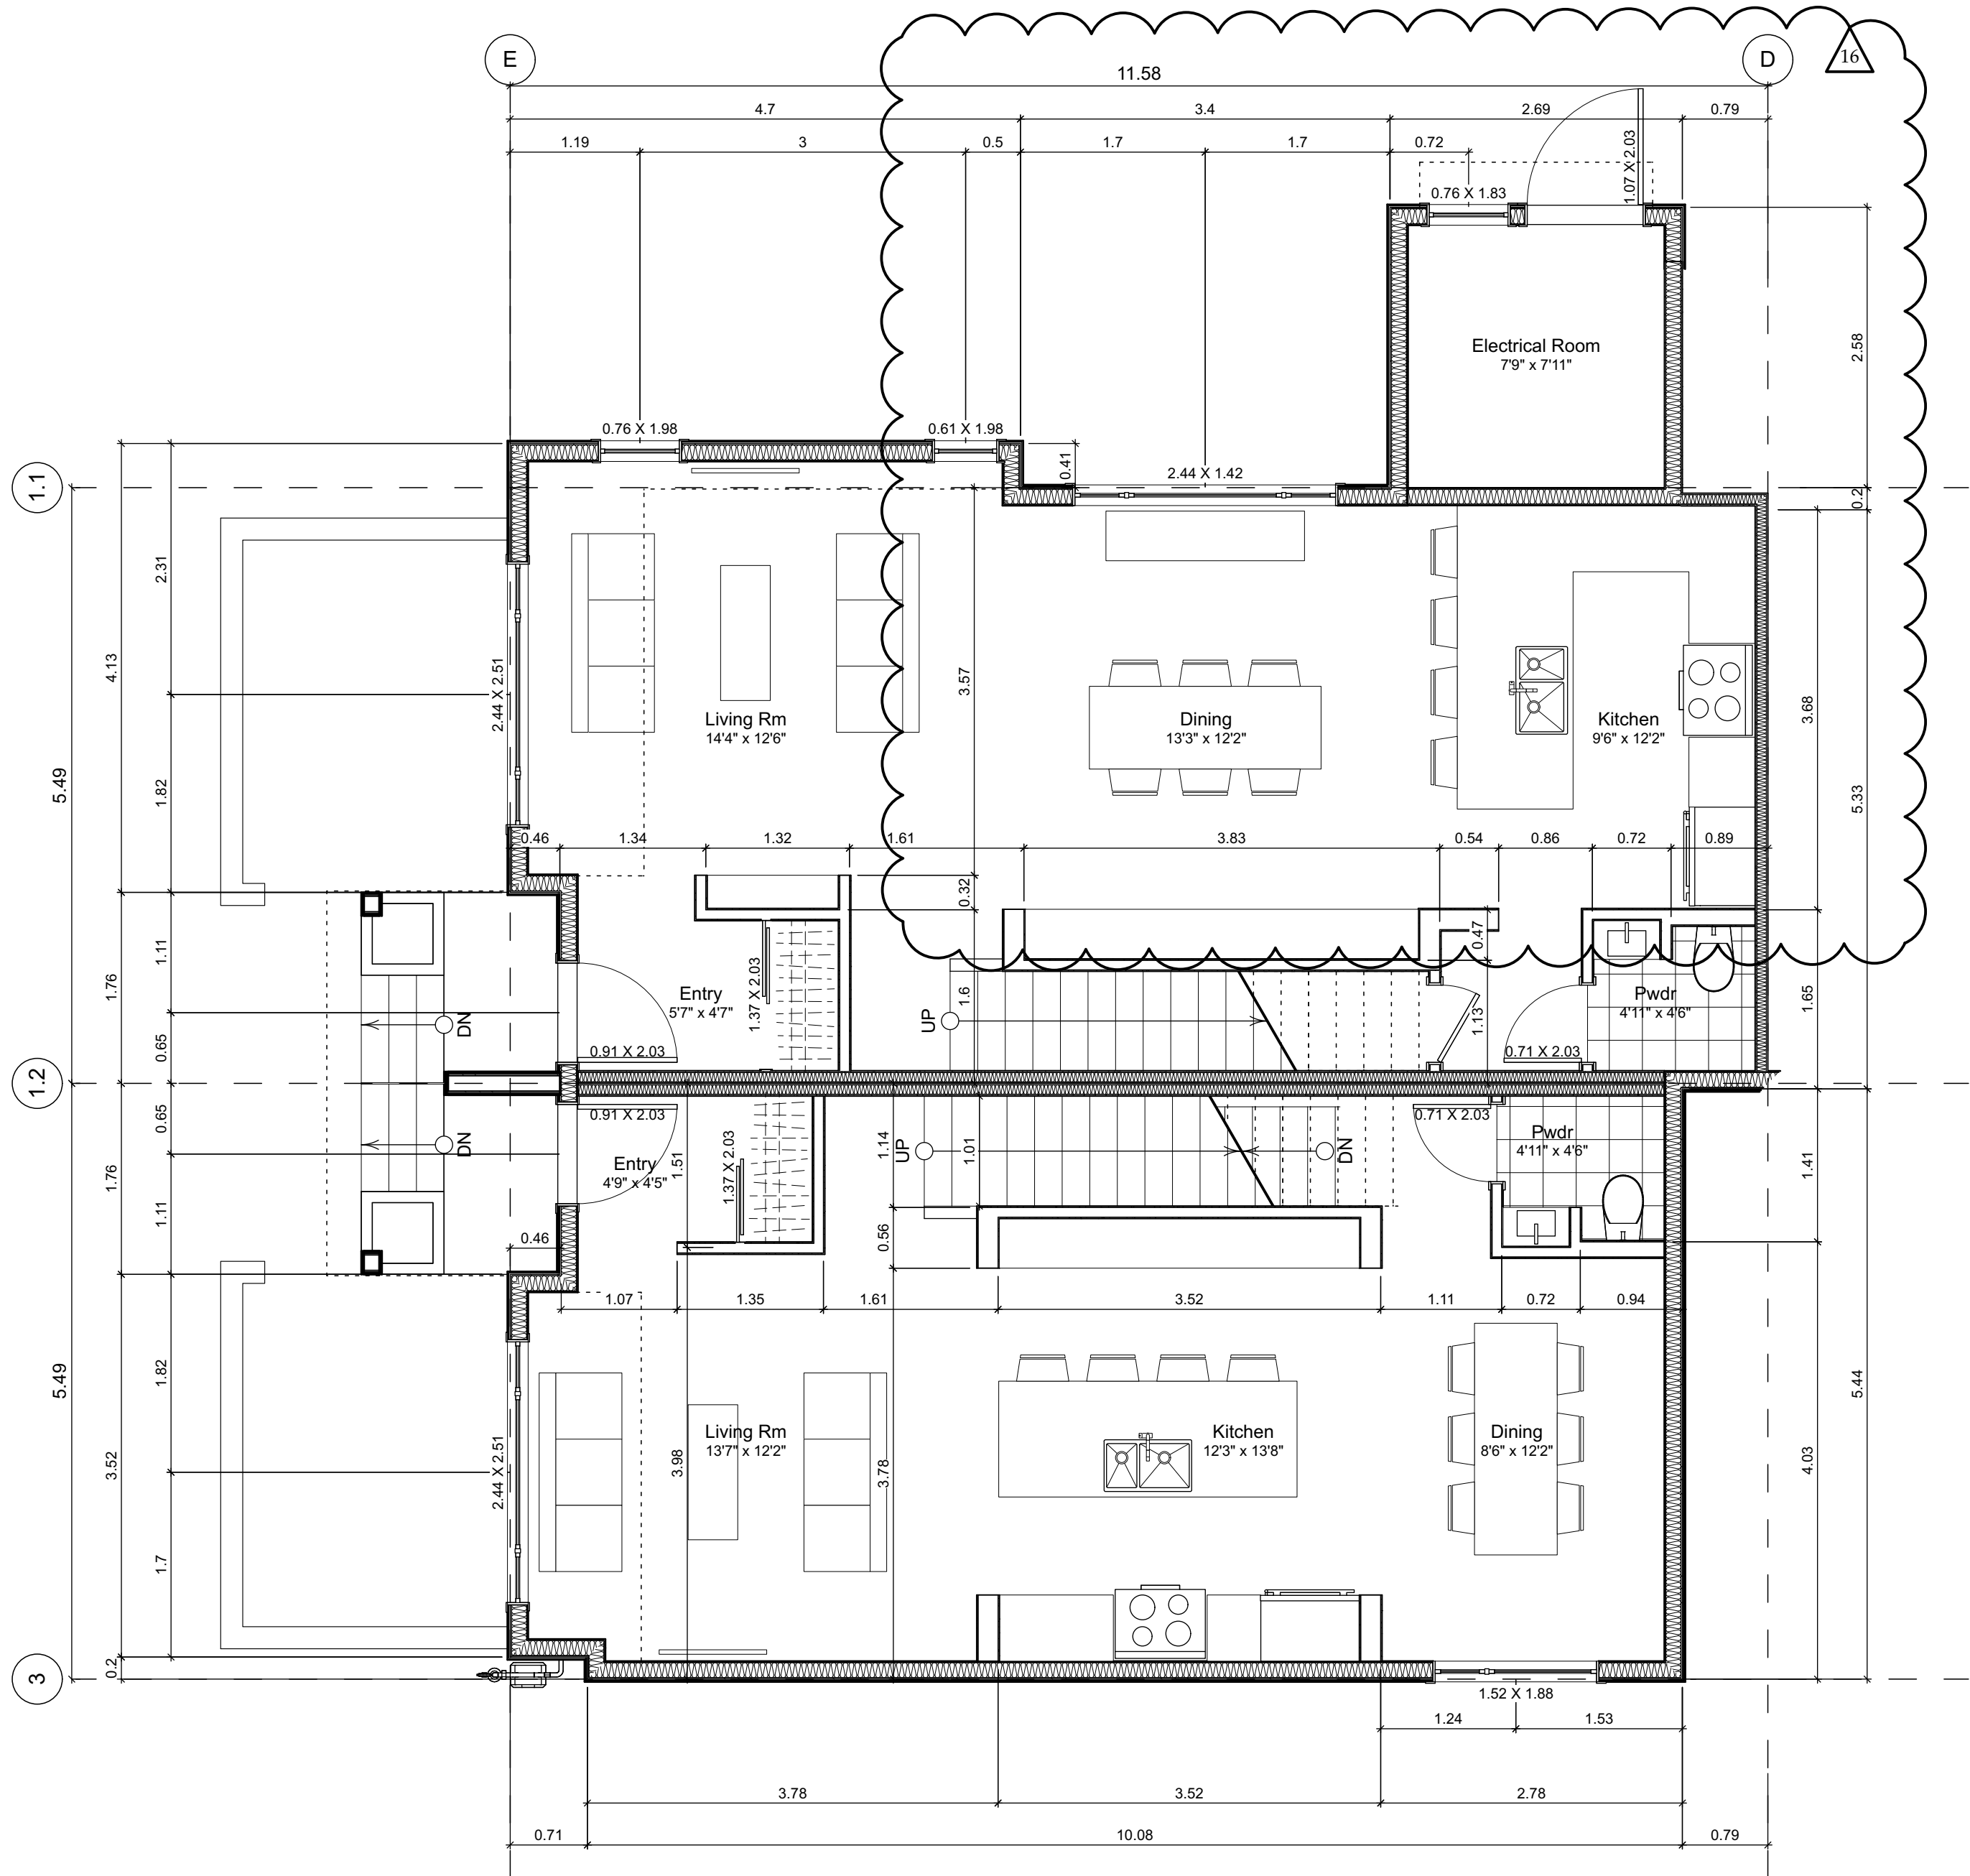 E
D
16
11.58
4.7
3.4
2.69
0.79
1.19
3
0.5
1.7
1.7
0.72
1.07 X 2.03
0.76 X 1.83
Electrical Room
7'9" x 7'11"
2.58
0.76 X 1.98
0.61 X 1.98
0.41
2.44 X 1.42
1.1
0.2
2.31
4.13
2.44 X 2.51
3.57
Living Rm
14'4" x 12'6"
Dining
13'3" x 12'2"
Kitchen
9'6" x 12'2"
3.68
5.49
1.82
5.33
0.46
1.34
1.32
1.61
3.83
0.54
0.86
0.72
0.89
0.32
0.47
1.11
1.76
Entry
5'7" x 4'7"
1.37 X 2.03
1.6
UP
1.13
Pwdr
4'11" x 4'6"
1.65
DN
0.65
0.91 X 2.03
0.71 X 2.03
1.2
0.65
0.91 X 2.03
0.71 X 2.03
DN
Entry
4'9" x 4'5"
1.51
1.37 X 2.03
1.14
UP
1.01
DN
Pwdr
4'11" x 4'6"
1.41
1.76
1.11
0.46
0.56
1.07
1.35
1.61
3.52
1.11
0.72
0.94
5.49
1.82
5.44
Living Rm
13'7" x 12'2"
Kitchen
12'3" x 13'8"
Dining
8'6" x 12'2"
3.52
2.44 X 2.51
3.98
3.78
4.03
1.7
0.2
3
1.52 X 1.88
1.24
1.53
3.78
3.52
2.78
0.71
10.08
0.79